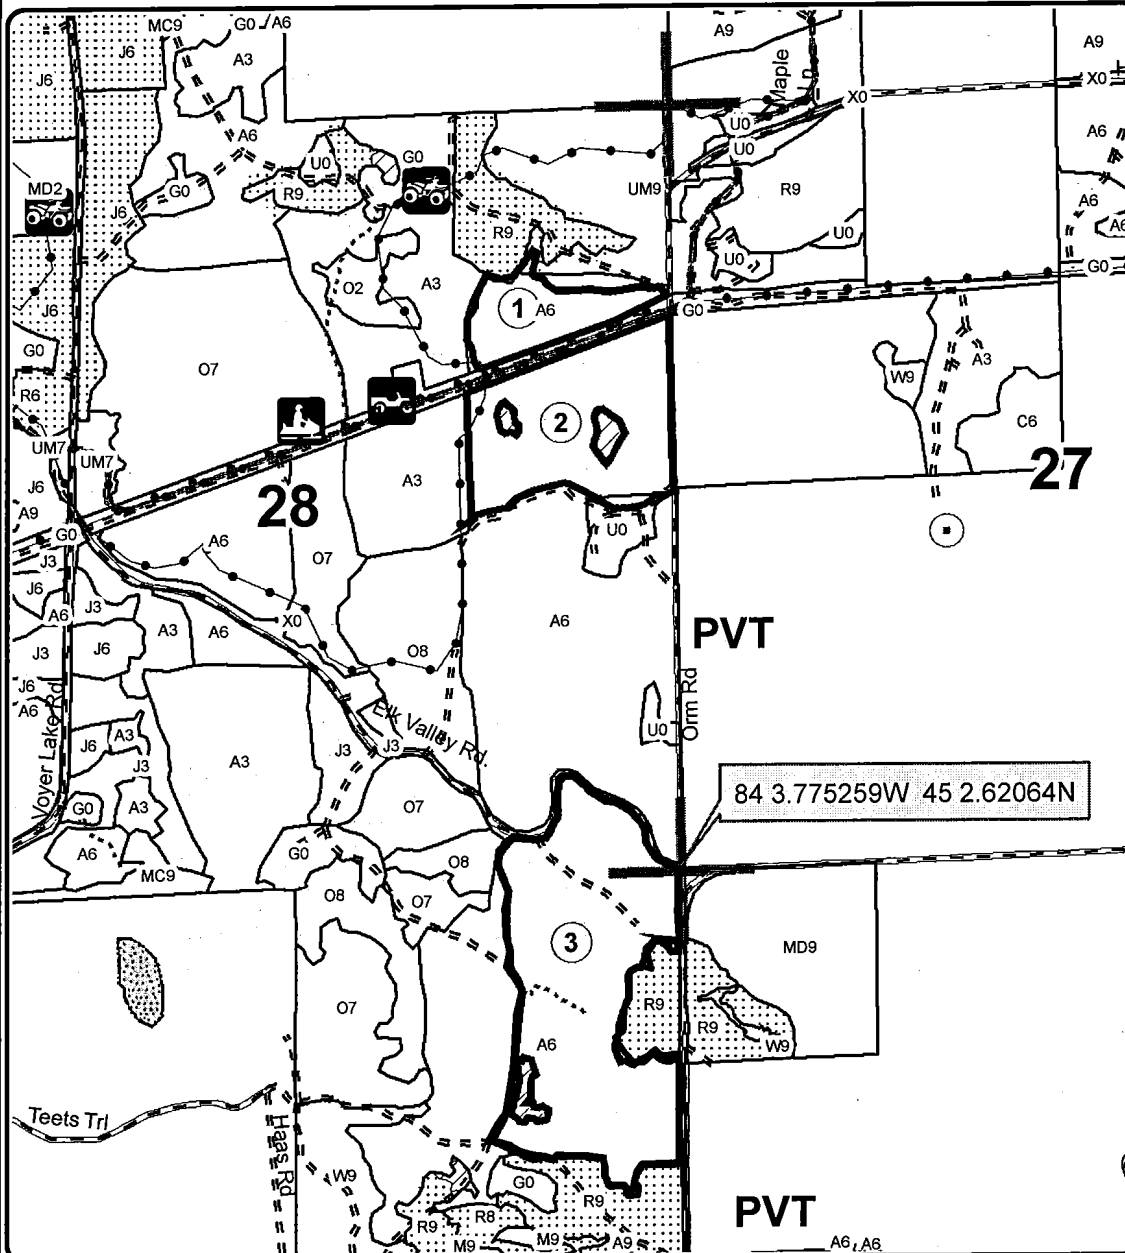 MC9
G0 / A6
A9
A9
J6
A3
Maple Ln
J6
X0
X0
U0
A6
A6
U0
U0
G0
MD2
G0
R9
UM9
R9
A6
J6
A6
R9
U0
U0
O2
A3
G0
J6
1
A6
G0
G0
O7
A3
R6
W9
2
C6
UM7
UM7
27
A3
J6
28
A9
U0
G0
A6
J3
O7
J6
A6
J3
X0
A6
A3
A6
PVT
J3
J6
O8
J6
A6
Voyer Lake Rd
Orm Rd
Elk Valley Rd.
U0
J6
A3
J3
J3
J3
A3
84 3.775259W 45 2.62064N
G0
A3
O7
A6
G0
O8
MC9
O8
O7
3
MD9
O7
R9
R9
A6
W9
Teets Trl
Haas Rd
W9
G0
R9
PVT
R9
R8
M9
M9
A9
A6, A6